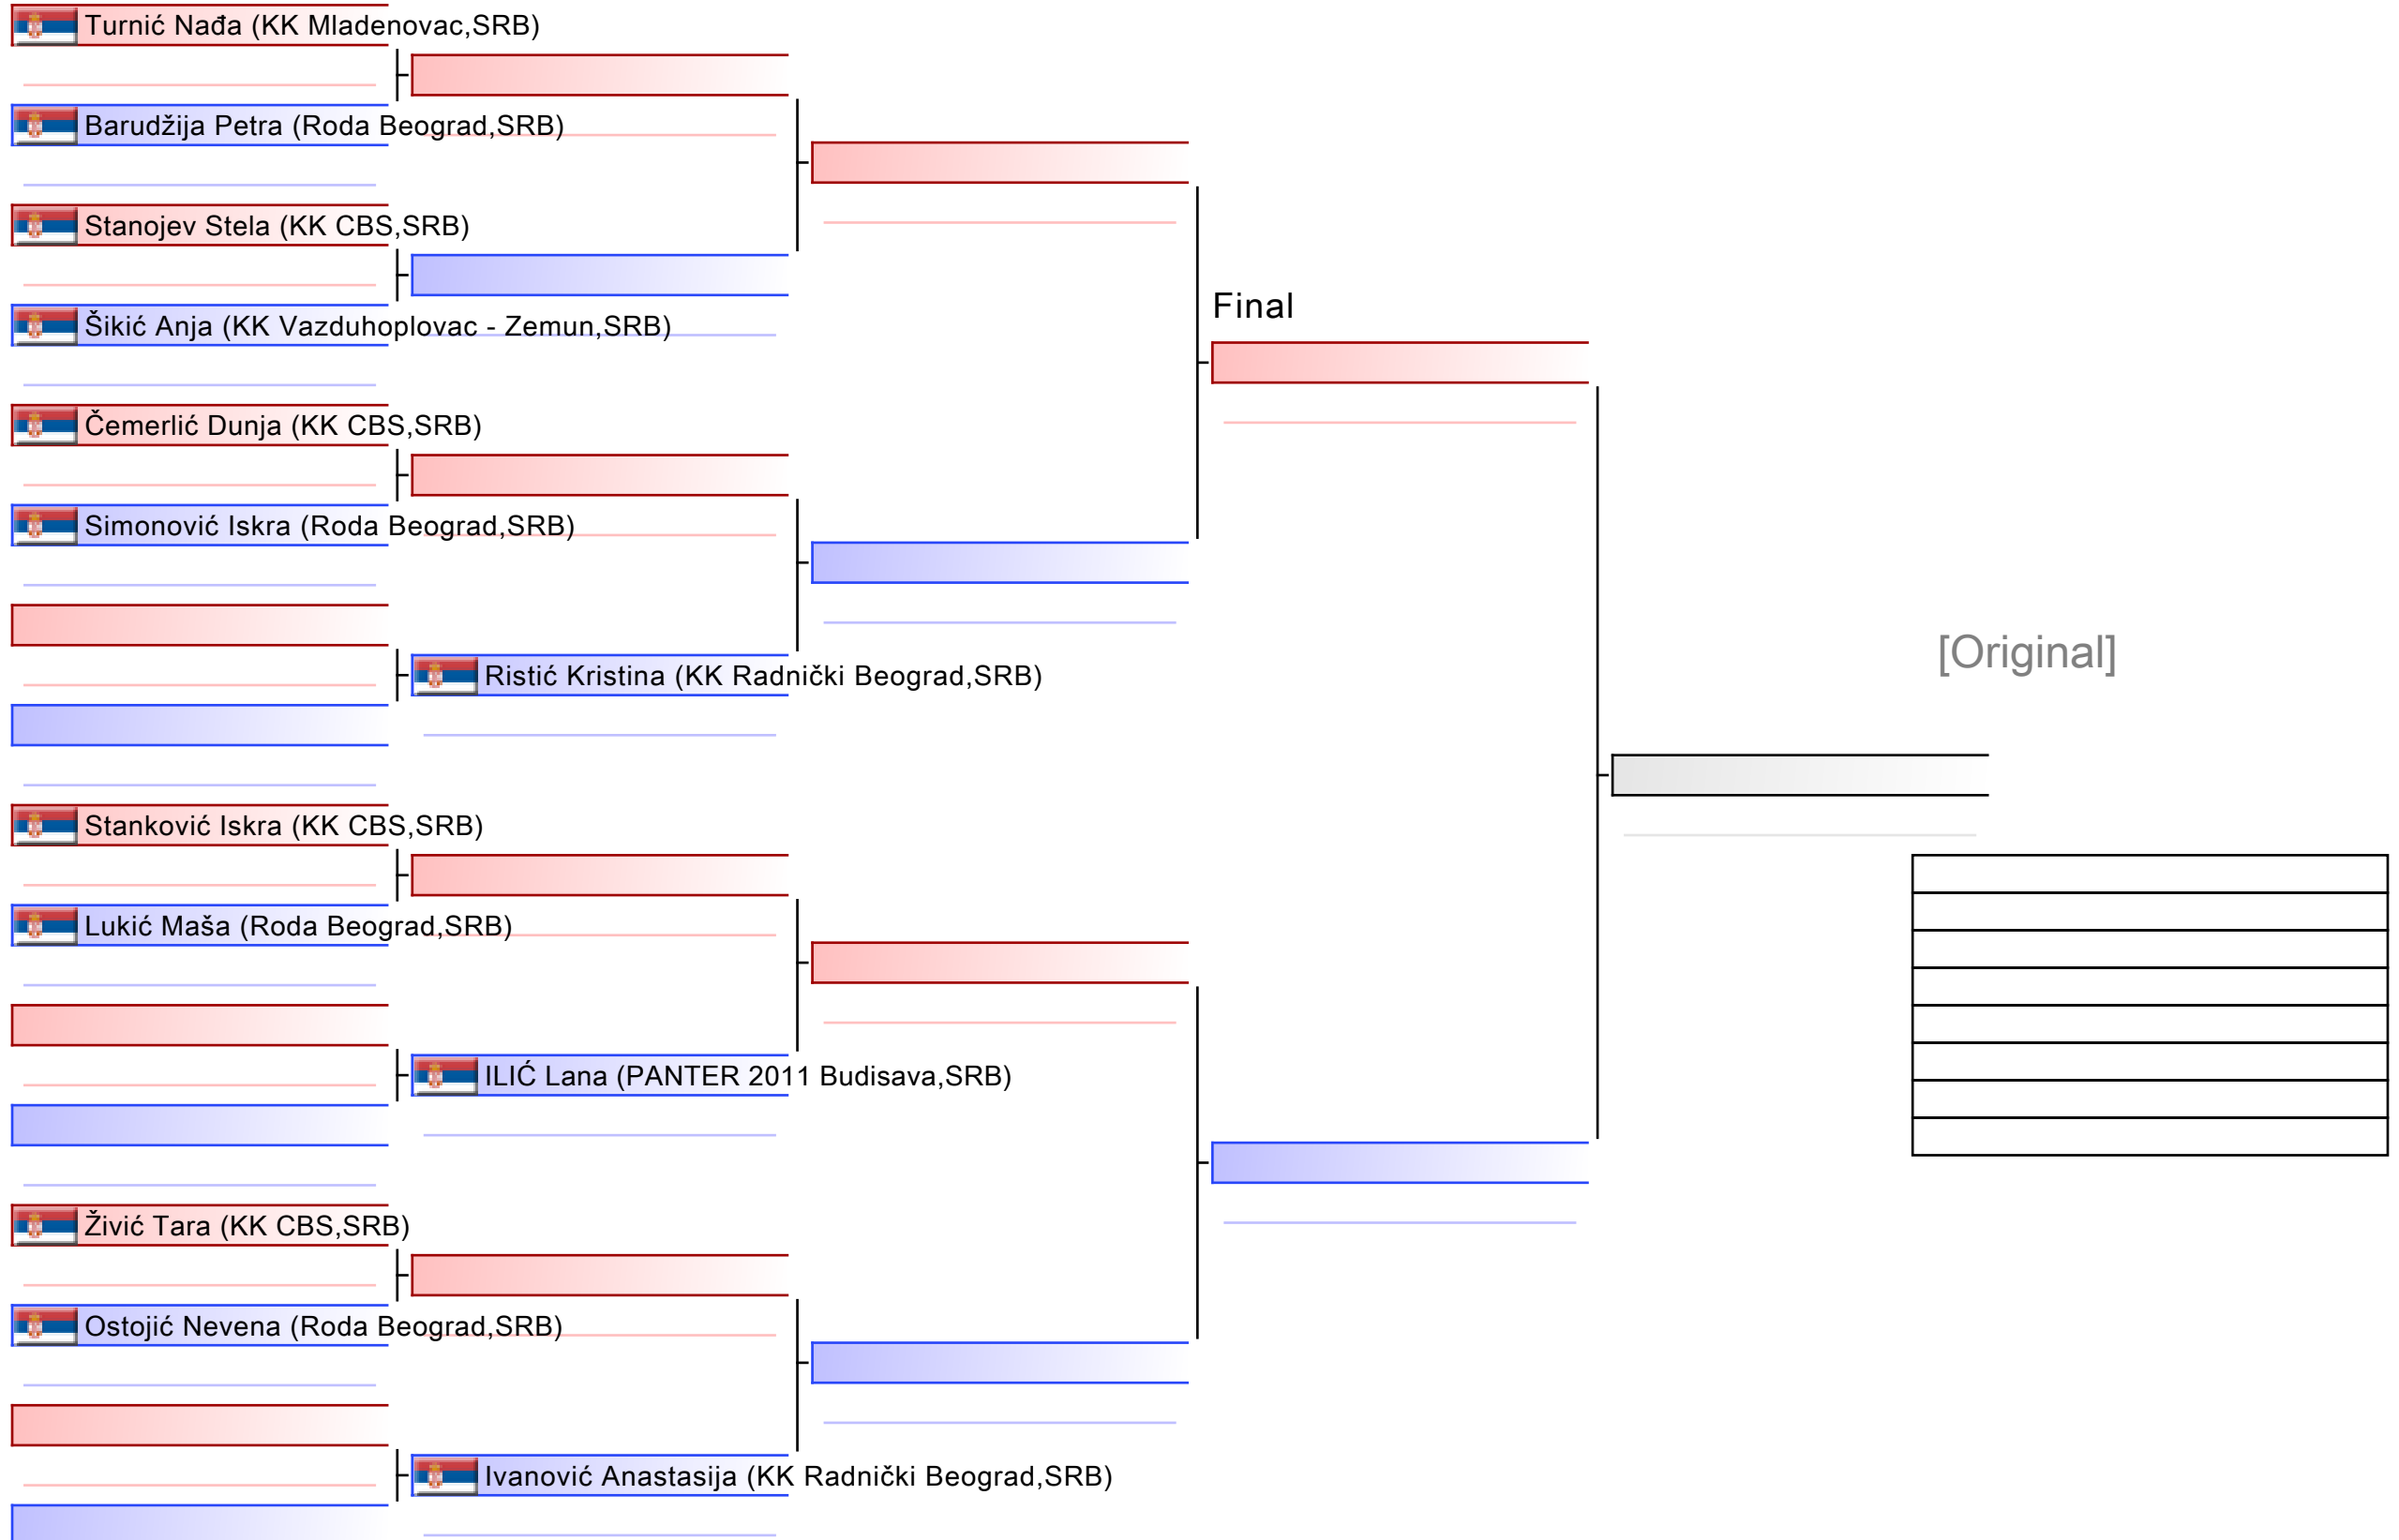 Turnić Nađa (KK Mladenovac,SRB)
Barudžija Petra (Roda Beograd,SRB)
Stanojev Stela (KK CBS,SRB)
Final
Šikić Anja (KK Vazduhoplovac - Zemun,SRB)
Čemerlić Dunja (KK CBS,SRB)
Simonović Iskra (Roda Beograd,SRB)
[Original]
Ristić Kristina (KK Radnički Beograd,SRB)
Stanković Iskra (KK CBS,SRB)
Lukić Maša (Roda Beograd,SRB)
ILIĆ Lana (PANTER 2011 Budisava,SRB)
Živić Tara (KK CBS,SRB)
Ostojić Nevena (Roda Beograd,SRB)
Ivanović Anastasija (KK Radnički Beograd,SRB)